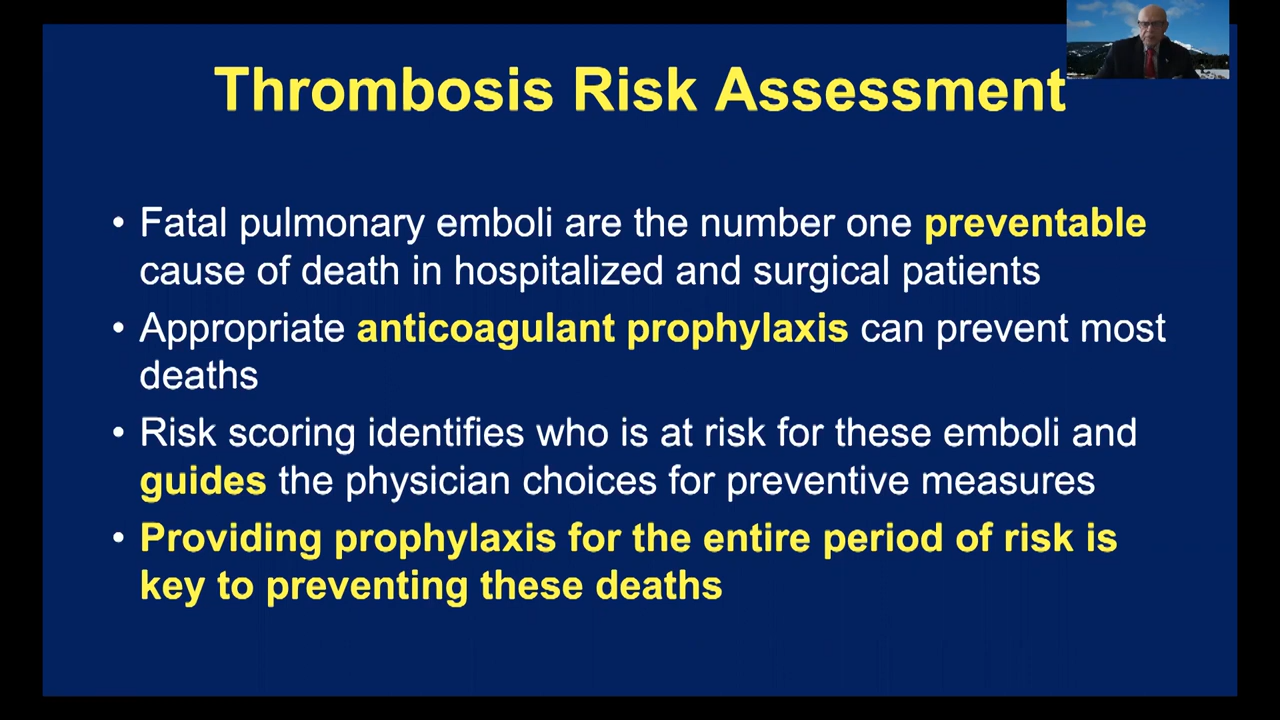 Thrombosis Risk Assessment
• Fatal pulmonary emboli are the number one preventable
cause of death in hospitalized and surgical patients
• Appropriate anticoagulant prophylaxis can prevent most
deaths
• Risk scoring identifies who is at risk for these emboli and
guides the physician choices for preventive measures
• Providing prophylaxis for the entire period of risk is
key to preventing these deaths